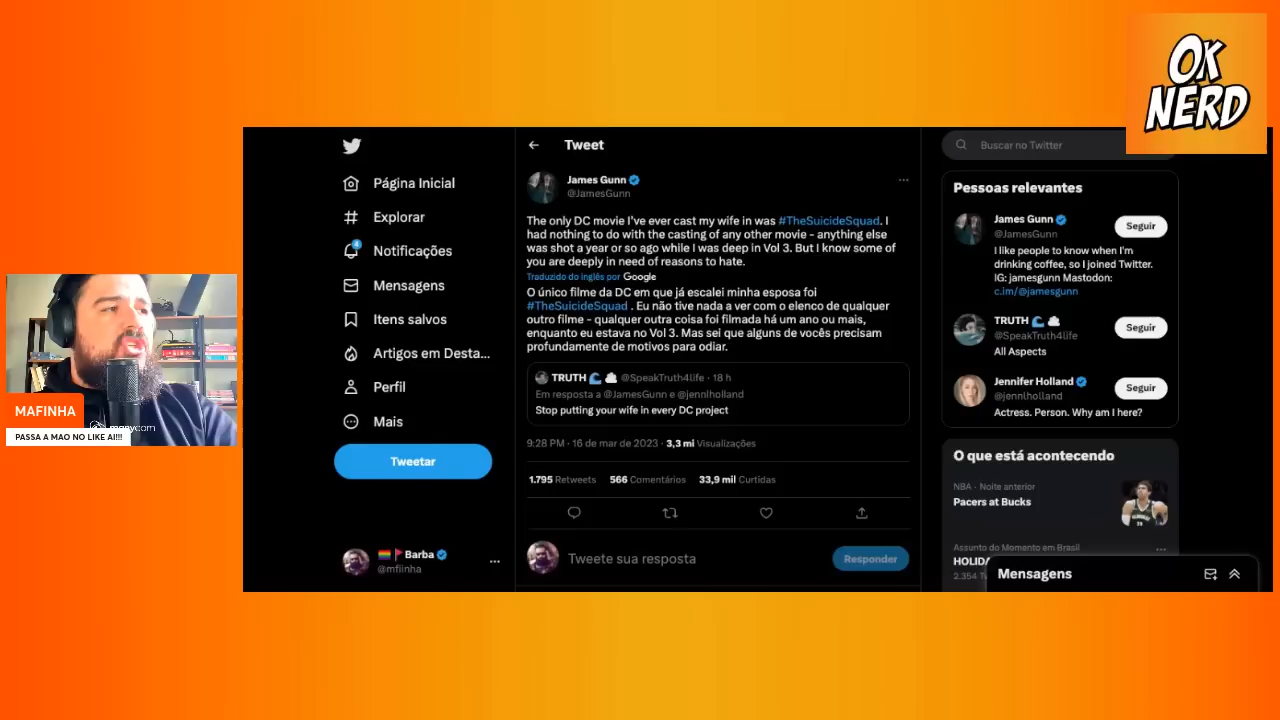 OK
NERD
Página Inicial
Explorar
4
Notificações
Mensagens
Itens salvos
Artigos em Desta...
Perfil
Mais
Tweetar
Barba
@mfiinha
Tweet
James Gunn
@JamesGunn
The only DC movie I've ever cast my wife in was #TheSuicideSquad. I
had nothing to do with the casting of any other movie - anything else
was shot a year or so ago while I was deep in Vol 3. But I know some of
you are deeply in need of reasons to hate.
Traduzido do inglês por Google
O único filme da DC em que já escalei minha esposa foi
#TheSuicideSquad . Eu não tive nada a ver com o elenco de qualquer
outro filme - qualquer outra coisa foi filmada há um ano ou mais,
enquanto eu estava no Vol 3. Mas sei que alguns de vocês precisam
profundamente de motivos para odiar.
TRUTH @SpeakTruth4life · 18 h
Em resposta a @JamesGunn e @jennlholland
Stop putting your wife in every DC project
9:28 PM · 16 de mar de 2023 · 3,3 mi Visualizações
1.795 Retweets 566 Comentários 33,9 mil Curtidas
Tweete sua resposta
Responder
Buscar no Twitter
Pessoas relevantes
James Gunn
@JamesGunn
Seguir
I like people to know when I'm
drinking coffee, so I joined Twitter.
IG: jamesgunn Mastodon:
c.im/@jamesgunn
TRUTH
@SpeakTruth4life
Seguir
All Aspects
Jennifer Holland
@jennlholland
Seguir
Actress. Person. Why am I here?
O que está acontecendo
NBA · Noite anterior
Pacers at Bucks
Assunto do Momento em Brasil
HOLIDA
2.354 Tw
Mensagens
MAFINHA
manycam
PASSA A MAO NO LIKE AI!!!